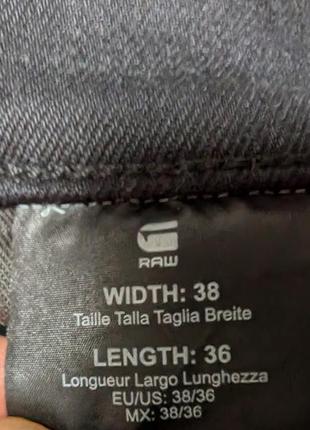 RAW
WIDTH: 38
Taille Talla Taglia Breite
LENGTH: 36
Longueur Largo Lunghezza
EU/US: 38/36
MX: 38/36